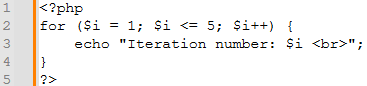 1 <?php
2 for ($i = 1; $i <= 5; $i++) {
3     echo "Iteration number: $i <br>";
4 }
5 ?>